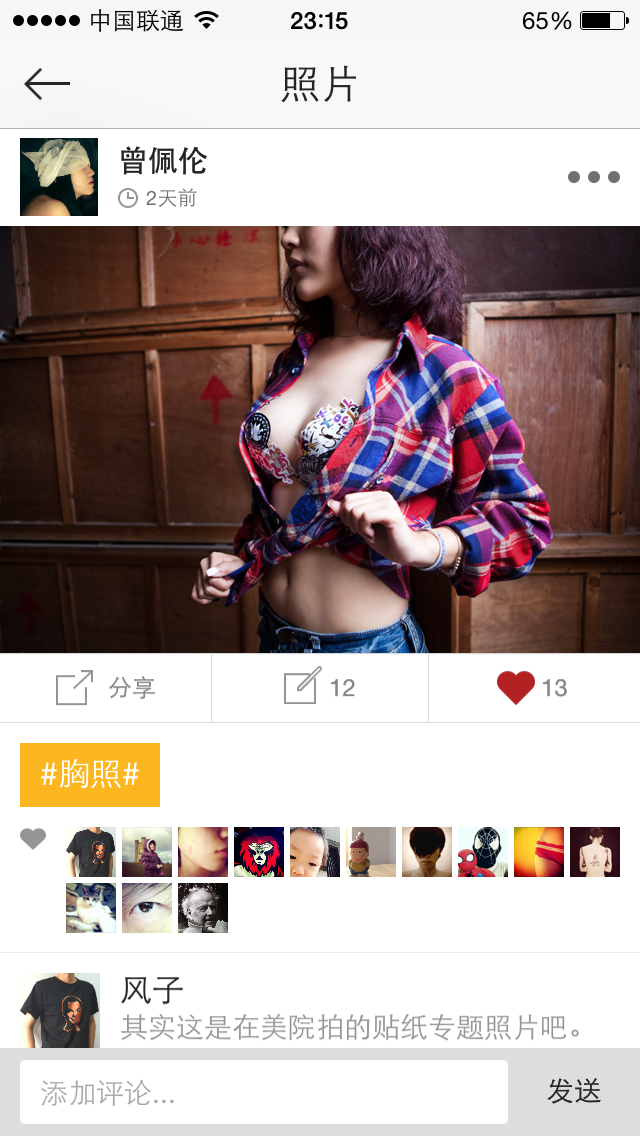 中国联通 23:15 65%
照片
曾佩伦
2天前
分享 12 13
#胸照#
风子
其实这是在美院拍的贴纸专题照片吧。
添加评论... 发送